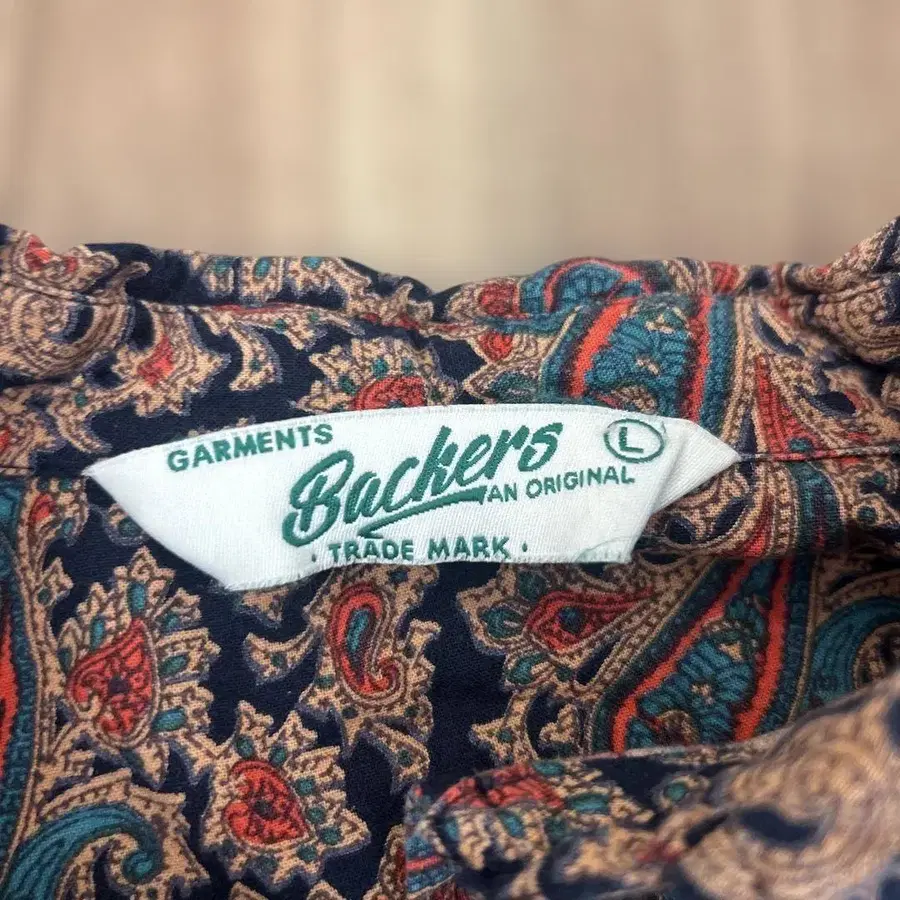 GARMENTS
Backers
L
AN ORIGINAL
· TRADE MARK ·